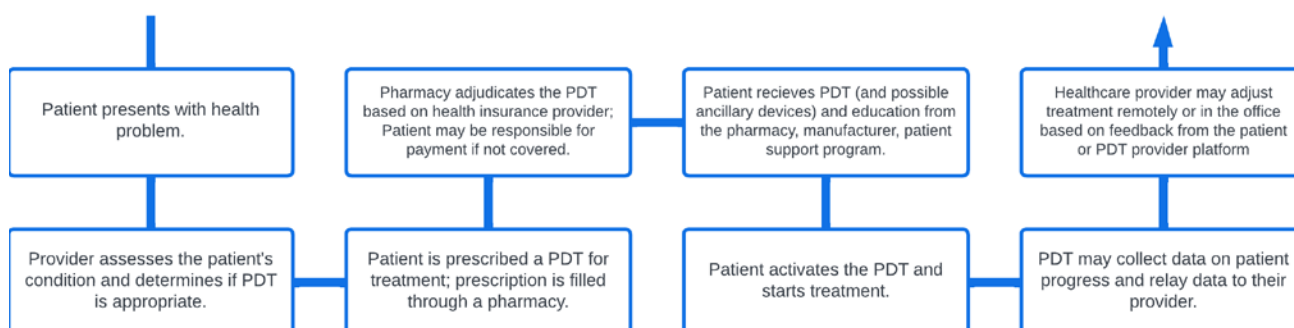 Patient presents with health
problem.
Provider assesses the patient's
condition and determines if PDT
is appropriate.
Patient is prescribed a PDT for
treatment; prescription is filled
through a pharmacy.
Pharmacy adjudicates the PDT
based on health insurance provider;
Patient may be responsible for
payment if not covered.
Patient recieves PDT (and possible
ancillary devices) and education from
the pharmacy, manufacturer, patient
support program.
Patient activates the PDT and
starts treatment.
PDT may collect data on patient
progress and relay data to their
provider.
Healthcare provider may adjust
treatment remotely or in the office
based on feedback from the patient
or PDT provider platform